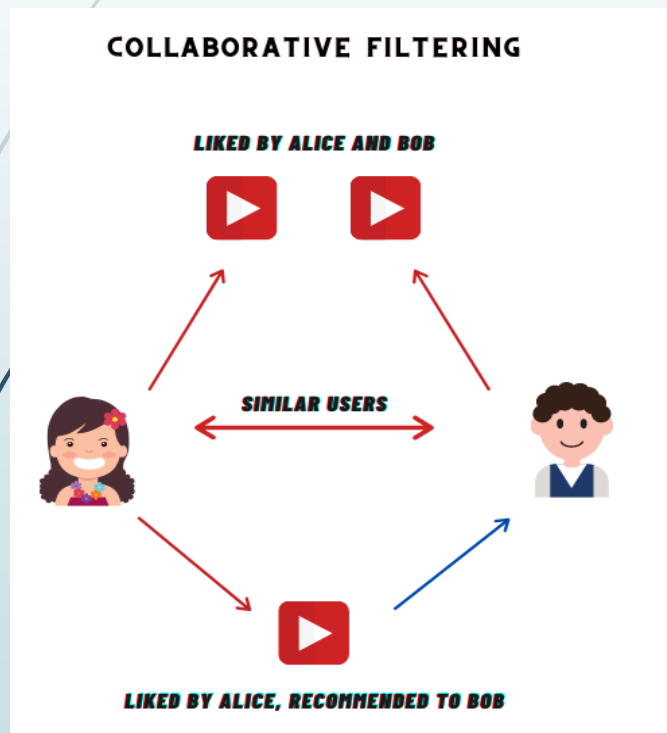 COLLABORATIVE FILTERING
LIKED BY ALICE AND BOB
SIMILAR USERS
LIKED BY ALICE, RECOMMENDED TO BOB